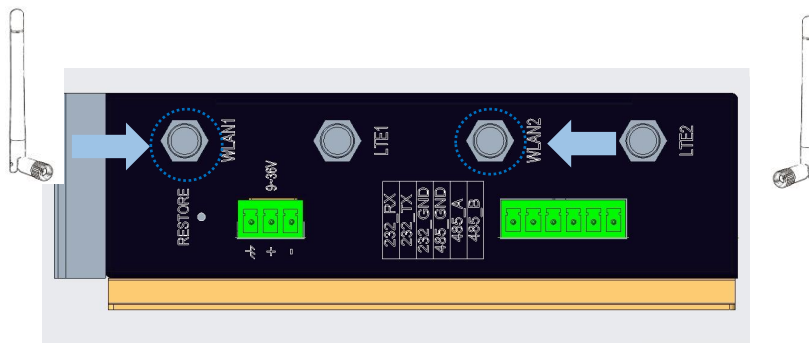 WLAN1
LTE1
WLAN2
LTE2
RESTORE
9~36V
+
-
232_RX
232_TX
232_GND
485_GND
485_A
485_B